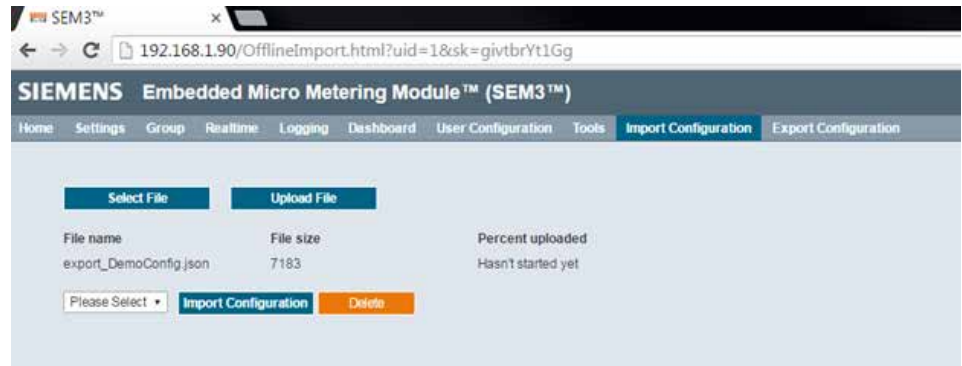 SEM3™
192.168.1.90/OfflineImport.html?uid=1&sk=givtbrYt1Gg
SIEMENS Embedded Micro Metering Module™ (SEM3™)
Home Settings Group Realtime Logging Dashboard User Configuration Tools Import Configuration Export Configuration
Select File Upload File
File name File size Percent uploaded
export_DemoConfig.json 7183 Hasn't started yet
Please Select Import Configuration Delete